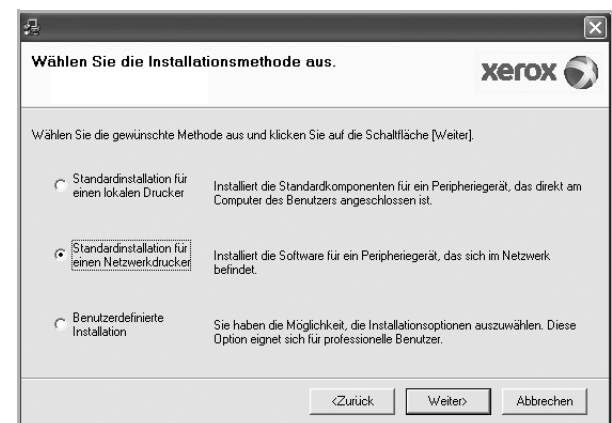 Wählen Sie die Installationsmethode aus.
xerox
Wählen Sie die gewünschte Methode aus und klicken Sie auf die Schaltfläche [Weiter].
Standardinstallation für
einen lokalen Drucker
Installiert die Standardkomponenten für ein Peripheriegerät, das direkt am
Computer des Benutzers angeschlossen ist.
Standardinstallation für
einen Netzwerkdrucker
Installiert die Software für ein Peripheriegerät, das sich im Netzwerk
befindet.
Benutzerdefinierte
Installation
Sie haben die Möglichkeit, die Installationsoptionen auszuwählen. Diese
Option eignet sich für professionelle Benutzer.
<Zurück
Weiter>
Abbrechen